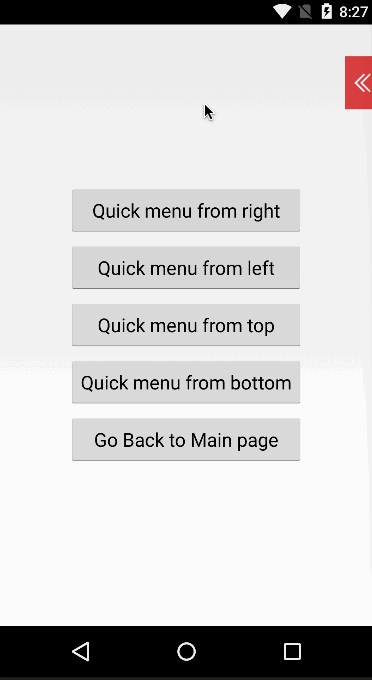 8:27
Quick menu from right
Quick menu from left
Quick menu from top
Quick menu from bottom
Go Back to Main page